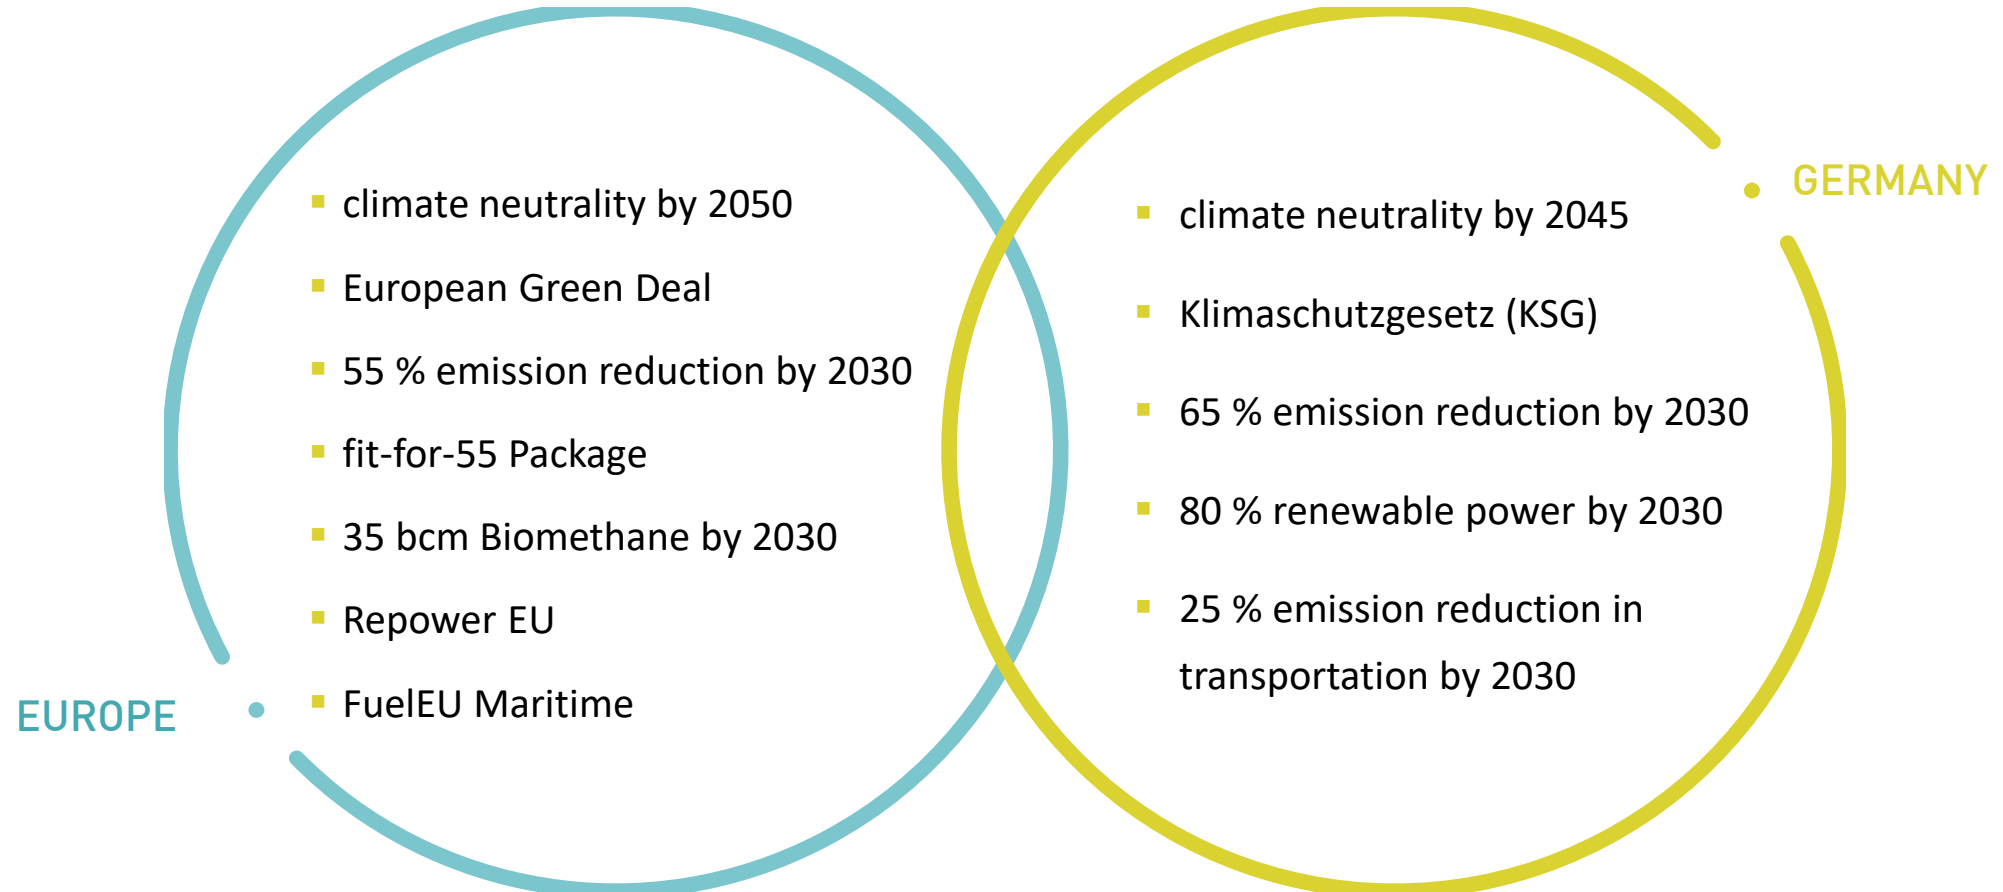 EUROPE
▪ climate neutrality by 2050
▪ European Green Deal
▪ 55 % emission reduction by 2030
▪ fit-for-55 Package
▪ 35 bcm Biomethane by 2030
▪ Repower EU
▪ FuelEU Maritime
GERMANY
▪ climate neutrality by 2045
▪ Klimaschutzgesetz (KSG)
▪ 65 % emission reduction by 2030
▪ 80 % renewable power by 2030
▪ 25 % emission reduction in
transportation by 2030